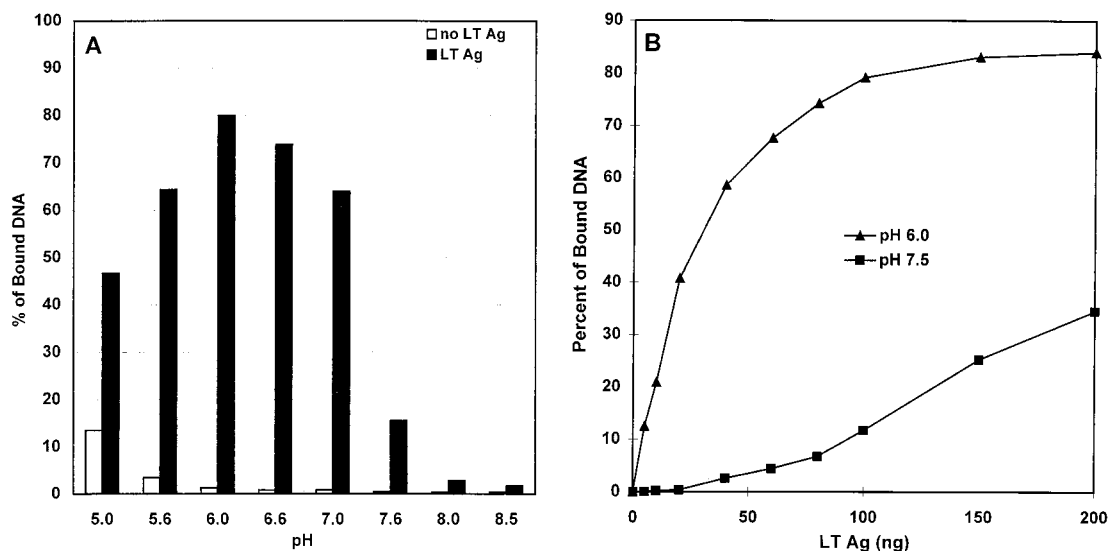 A
no LT Ag
LT Ag
% of Bound DNA
100
90
80
70
60
50
40
30
20
10
0
5.0 5.6 6.0 6.6 7.0 7.6 8.0 8.5
pH
B
pH 6.0
pH 7.5
Percent of Bound DNA
90
80
70
60
50
40
30
20
10
0
0 50 100 150 200
LT Ag (ng)